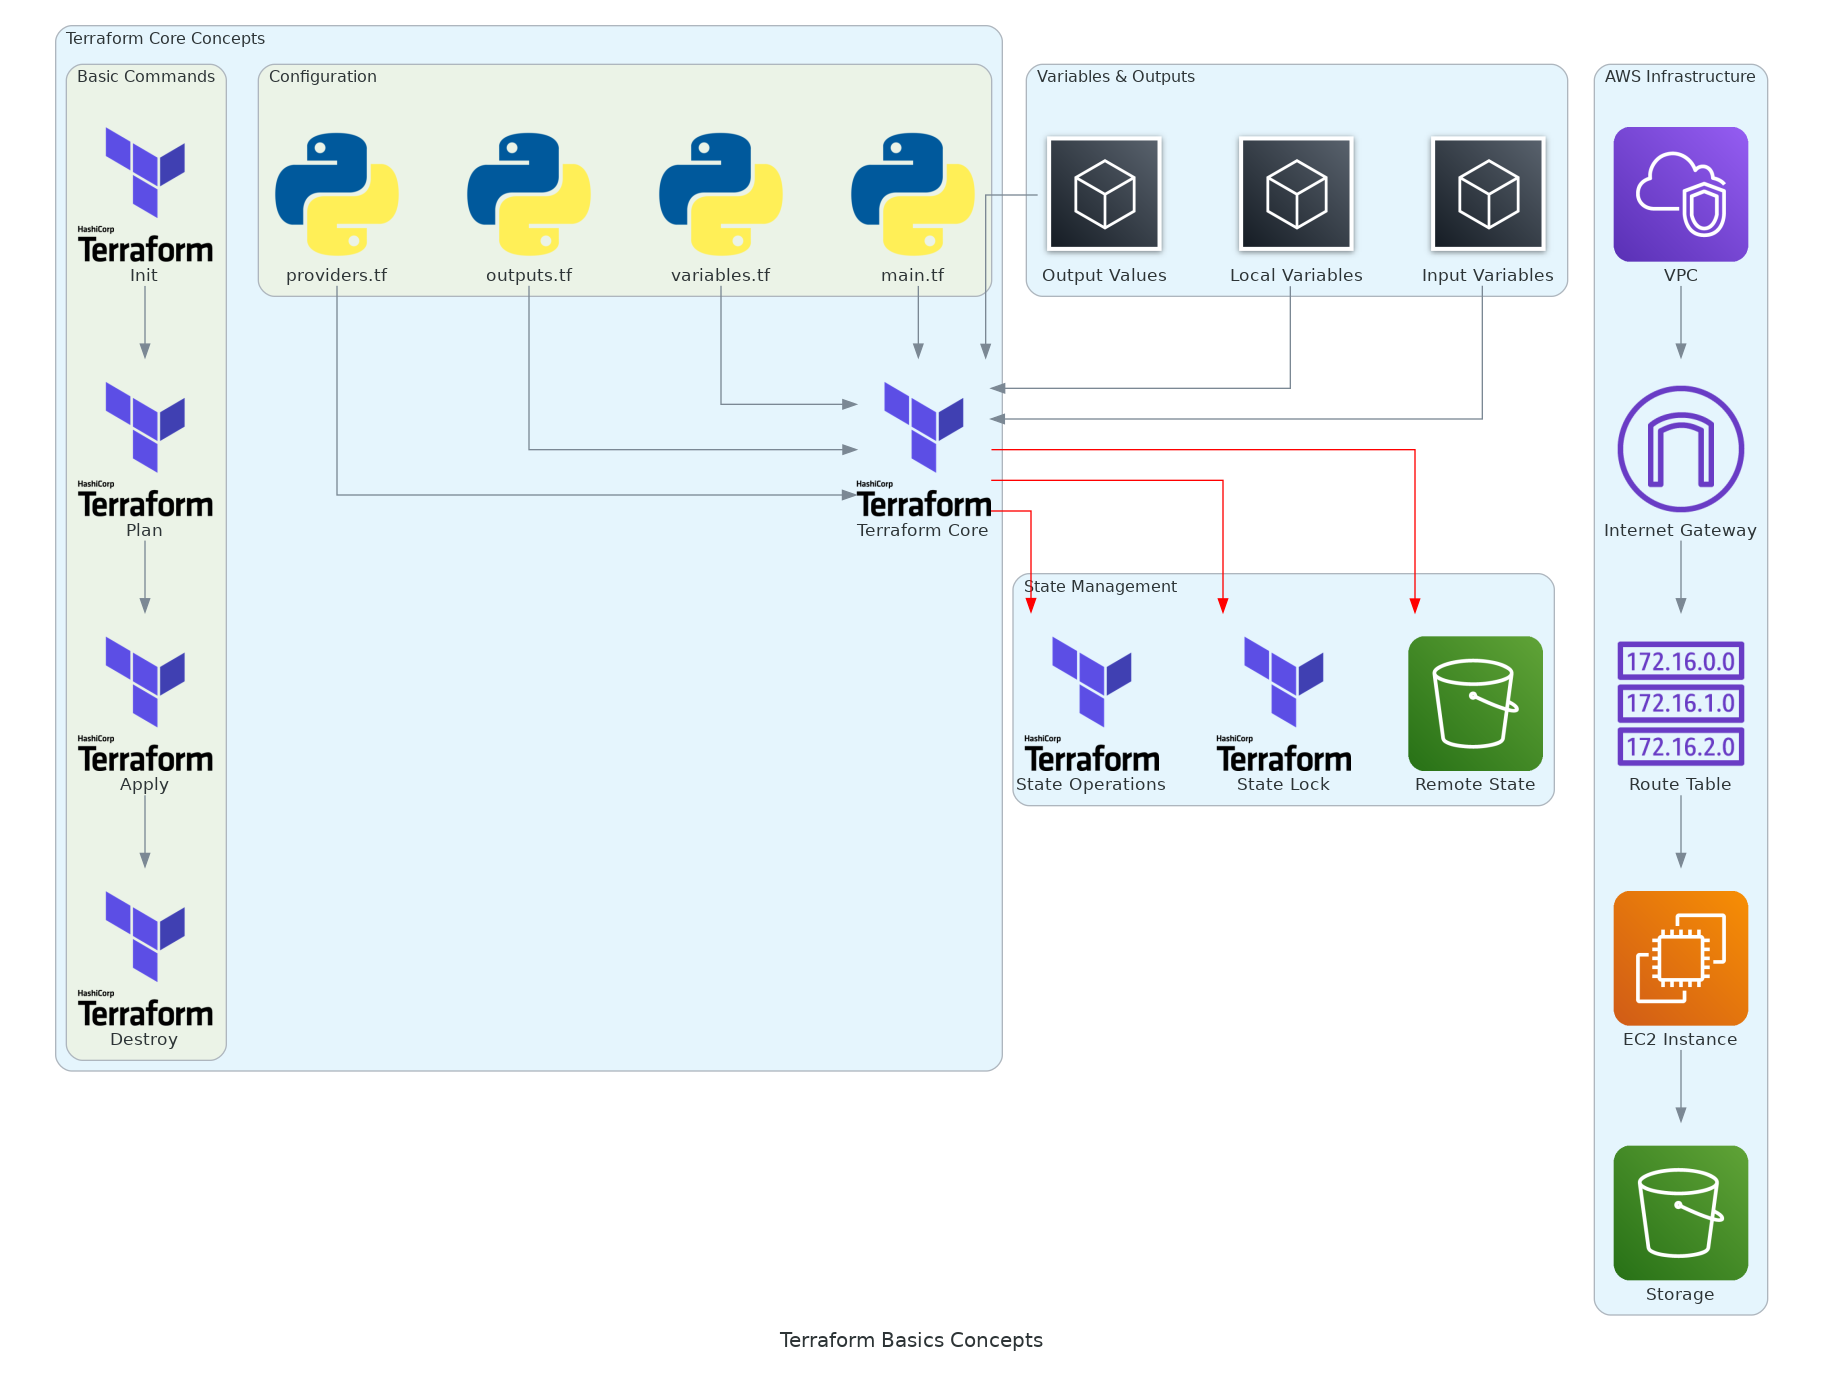 Terraform Core Concepts
Basic Commands
HashiCorp
Terraform
Init
HashiCorp
Terraform
Plan
HashiCorp
Terraform
Apply
HashiCorp
Terraform
Destroy
Configuration
providers.tf
outputs.tf
variables.tf
main.tf
HashiCorp
Terraform
Terraform Core
Variables & Outputs
Output Values
Local Variables
Input Variables
State Management
HashiCorp
Terraform
State Operations
HashiCorp
Terraform
State Lock
Remote State
AWS Infrastructure
VPC
Internet Gateway
172.16.0.0
172.16.1.0
172.16.2.0
Route Table
EC2 Instance
Storage
Terraform Basics Concepts